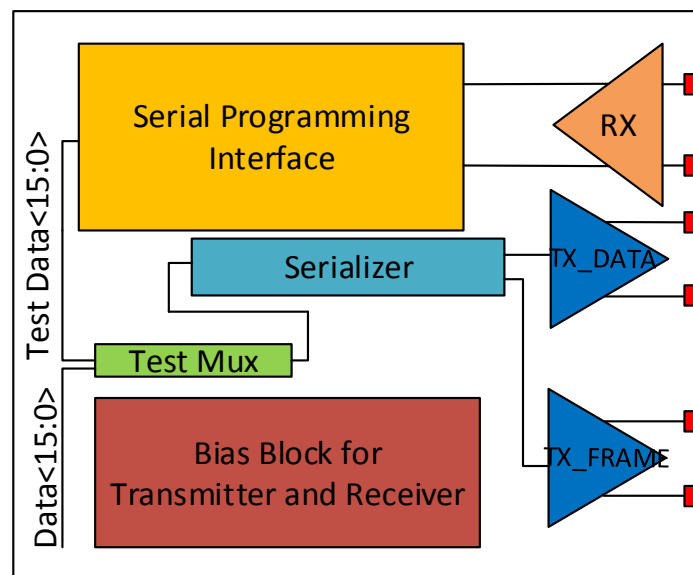 Serial Programming
Interface
RX
Test Data<15:0>
TX_DATA
Serializer
Test Mux
Data<15:0>
Bias Block for
Transmitter and Receiver
TX_FRAME